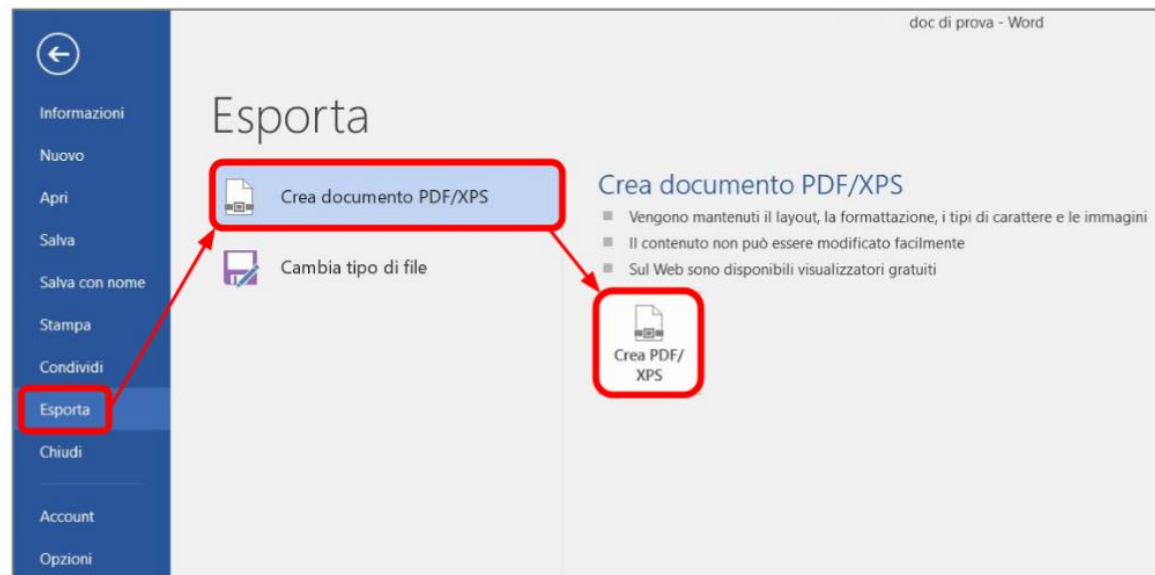 doc di prova - Word
Informazioni
Nuovo
Apri
Salva
Salva con nome
Stampa
Condividi
Esporta
Chiudi
Account
Opzioni
Esporta
Crea documento PDF/XPS
Cambia tipo di file
Crea documento PDF/XPS
Vengono mantenuti il layout, la formattazione, i tipi di carattere e le immagini
Il contenuto non può essere modificato facilmente
Sul Web sono disponibili visualizzatori gratuiti
Crea PDF/
XPS